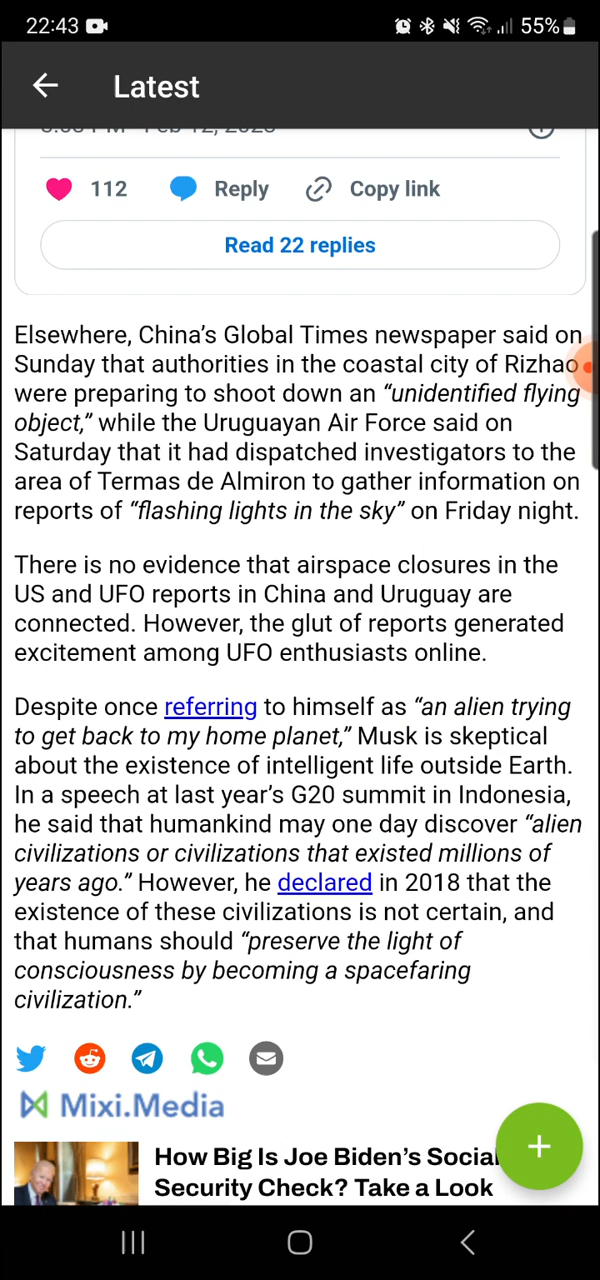 22:43
55%
Latest
112
Reply
Copy link
Read 22 replies
Elsewhere, China’s Global Times newspaper said on
Sunday that authorities in the coastal city of Rizhao
were preparing to shoot down an “unidentified flying
object,” while the Uruguayan Air Force said on
Saturday that it had dispatched investigators to the
area of Termas de Almiron to gather information on
reports of “flashing lights in the sky” on Friday night.
There is no evidence that airspace closures in the
US and UFO reports in China and Uruguay are
connected. However, the glut of reports generated
excitement among UFO enthusiasts online.
Despite once referring to himself as “an alien trying
to get back to my home planet,” Musk is skeptical
about the existence of intelligent life outside Earth.
In a speech at last year’s G20 summit in Indonesia,
he said that humankind may one day discover “alien
civilizations or civilizations that existed millions of
years ago.” However, he declared in 2018 that the
existence of these civilizations is not certain, and
that humans should “preserve the light of
consciousness by becoming a spacefaring
civilization.”
Mixi.Media
How Big Is Joe Biden’s Social
Security Check? Take a Look